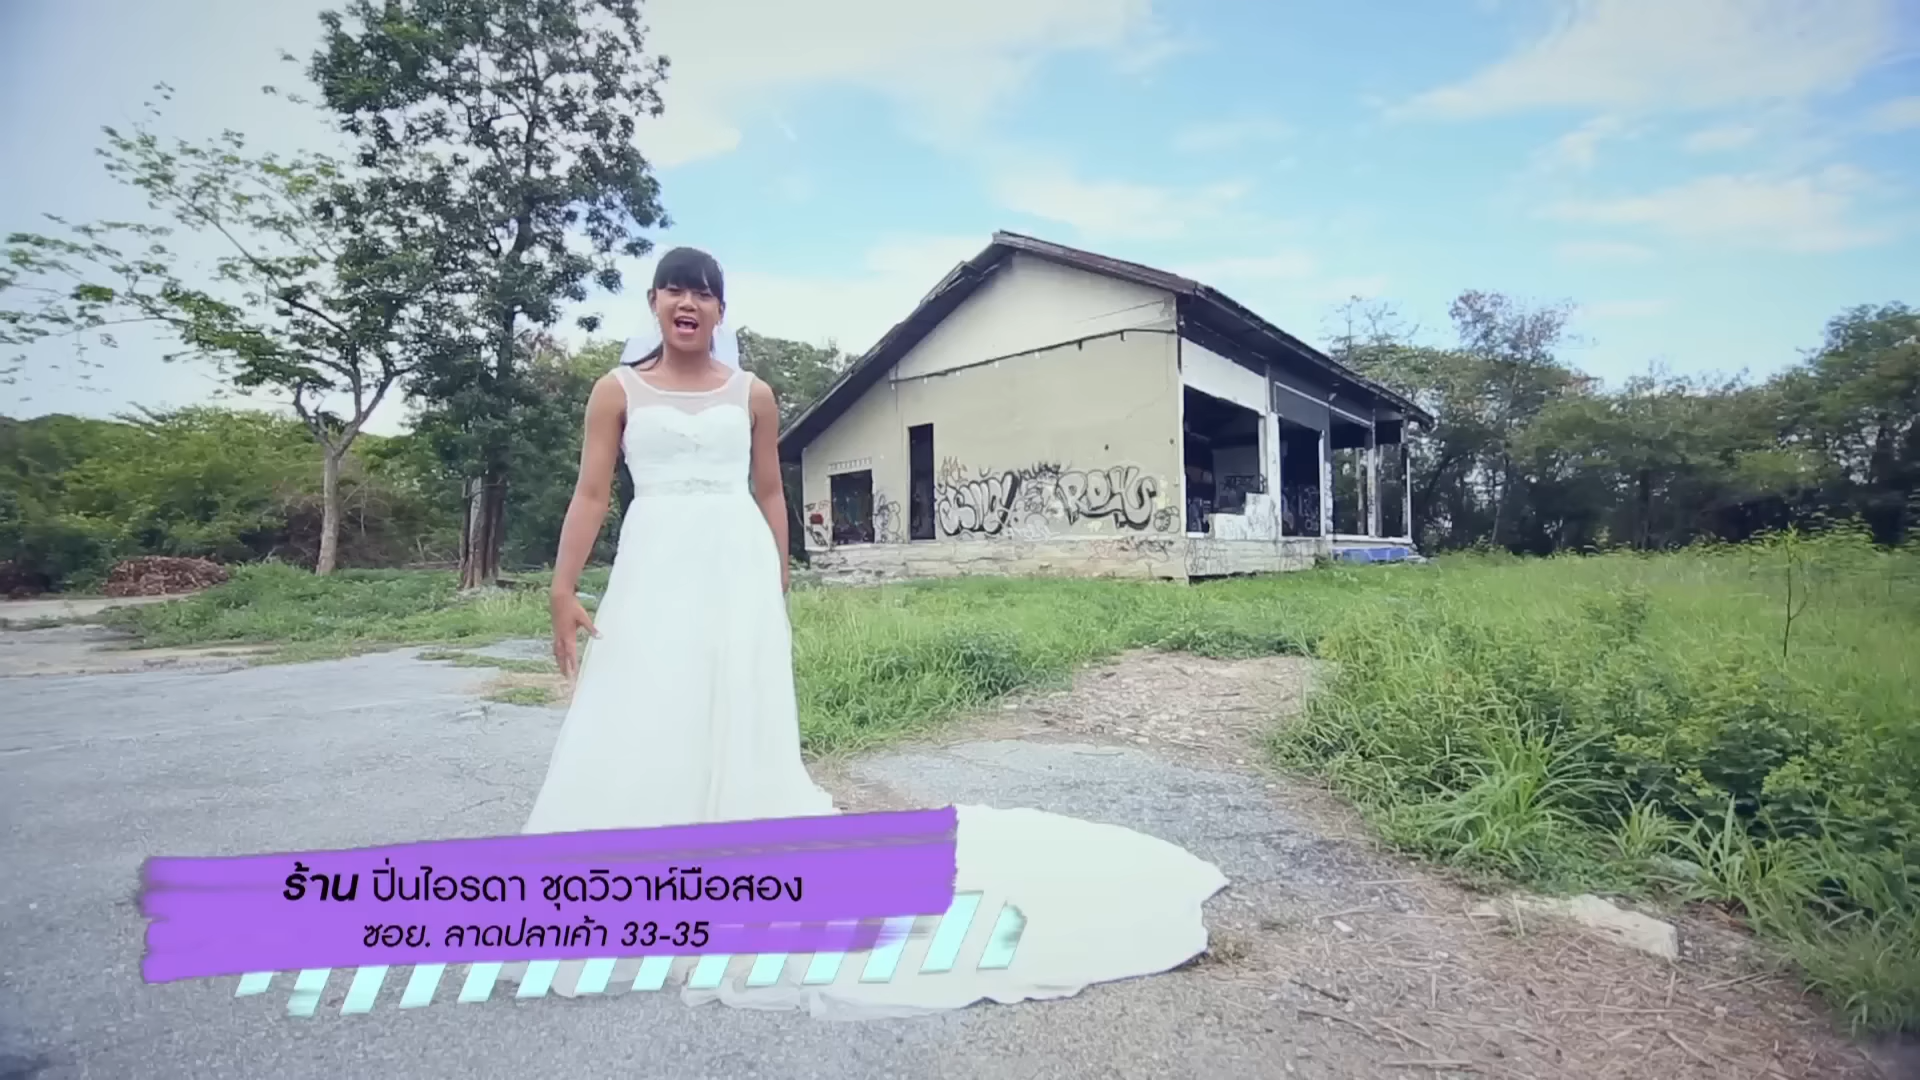 ร้าน ปิ่นไอรดา ชุดวิวาห์มือสอง
ซอย. ลาดปลาเค้า 33-35